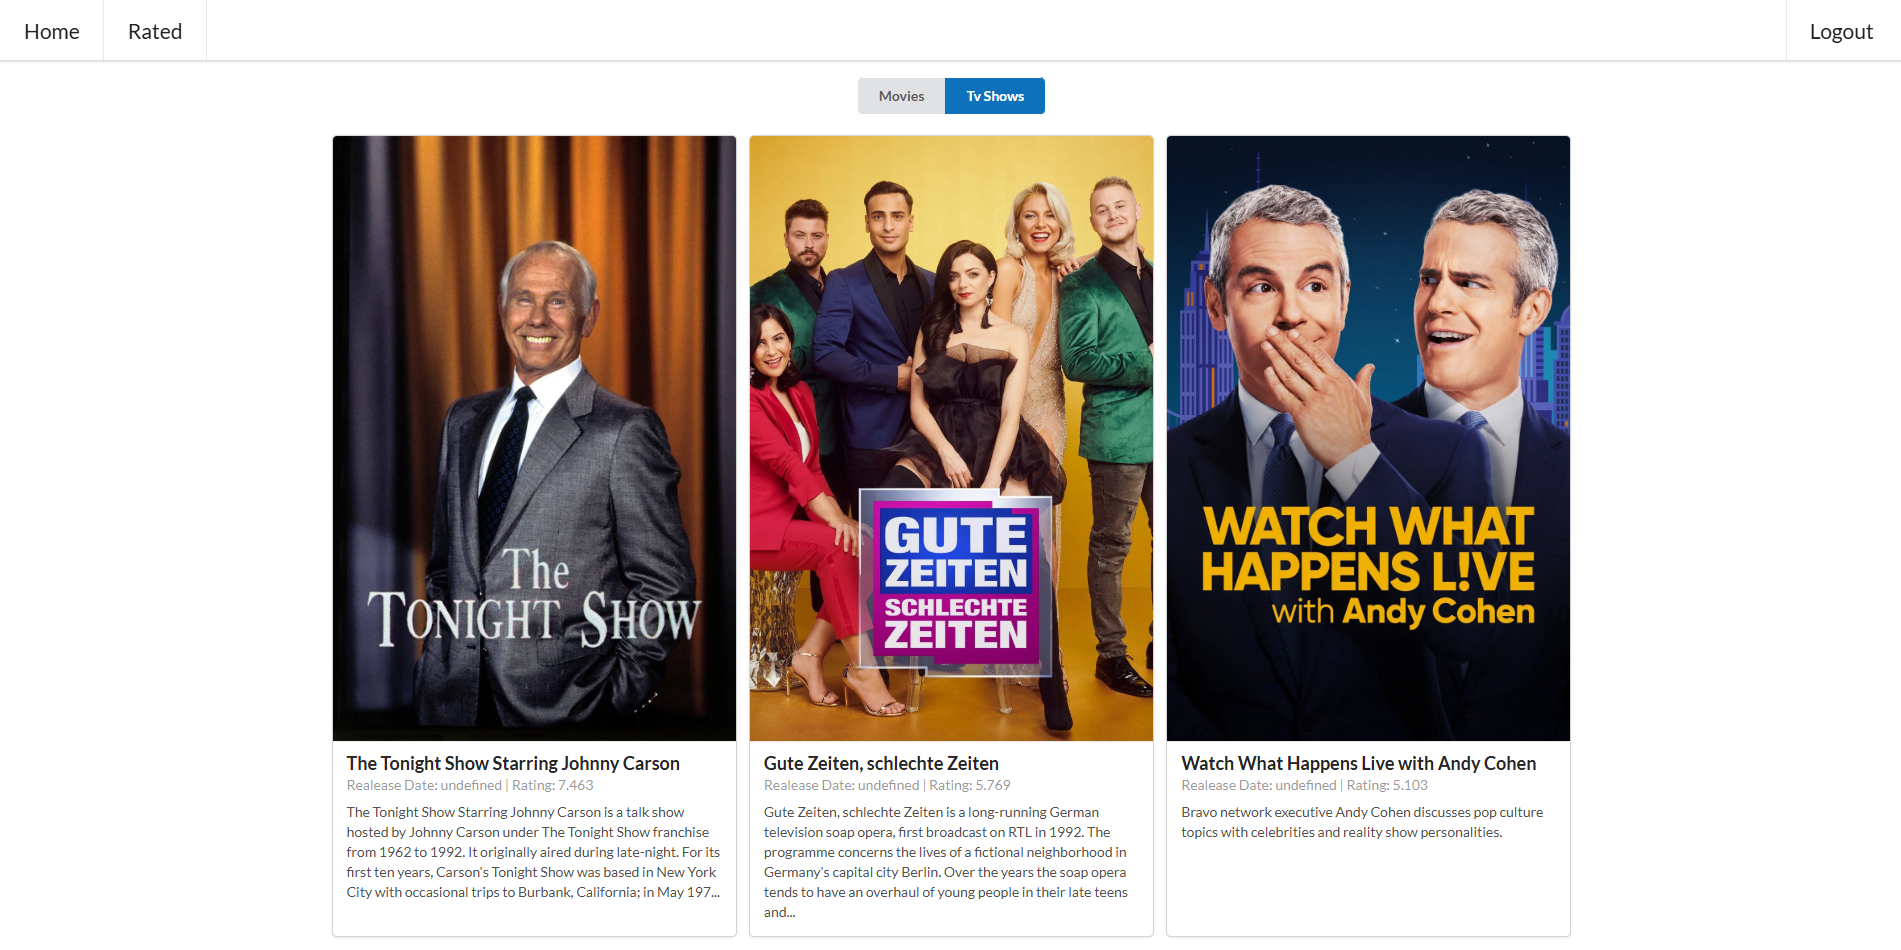 Home
Rated
Logout
Movies
Tv Shows
The
TONIGHT SHOW
GUTE
ZEITEN
SCHLECHTE
ZEITEN
WATCH WHAT
HAPPENS L!VE
with Andy Cohen
The Tonight Show Starring Johnny Carson
Realease Date: undefined | Rating: 7.463
The Tonight Show Starring Johnny Carson is a talk show
hosted by Johnny Carson under The Tonight Show franchise
from 1962 to 1992. It originally aired during late-night. For its
first ten years, Carson's Tonight Show was based in New York
City with occasional trips to Burbank, California; in May 197...
Gute Zeiten, schlechte Zeiten
Realease Date: undefined | Rating: 5.769
Gute Zeiten, schlechte Zeiten is a long-running German
television soap opera, first broadcast on RTL in 1992. The
programme concerns the lives of a fictional neighborhood in
Germany's capital city Berlin. Over the years the soap opera
tends to have an overhaul of young people in their late teens
and...
Watch What Happens Live with Andy Cohen
Realease Date: undefined | Rating: 5.103
Bravo network executive Andy Cohen discusses pop culture
topics with celebrities and reality show personalities.